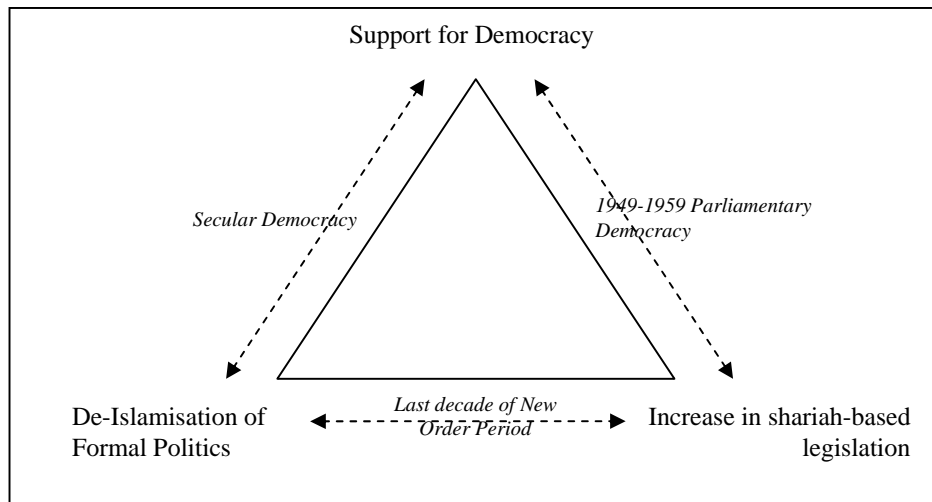 Support for Democracy
Secular Democracy
1949-1959 Parliamentary
Democracy
De-Islamisation of
Formal Politics
Last decade of New
Order Period
Increase in shariah-based
legislation